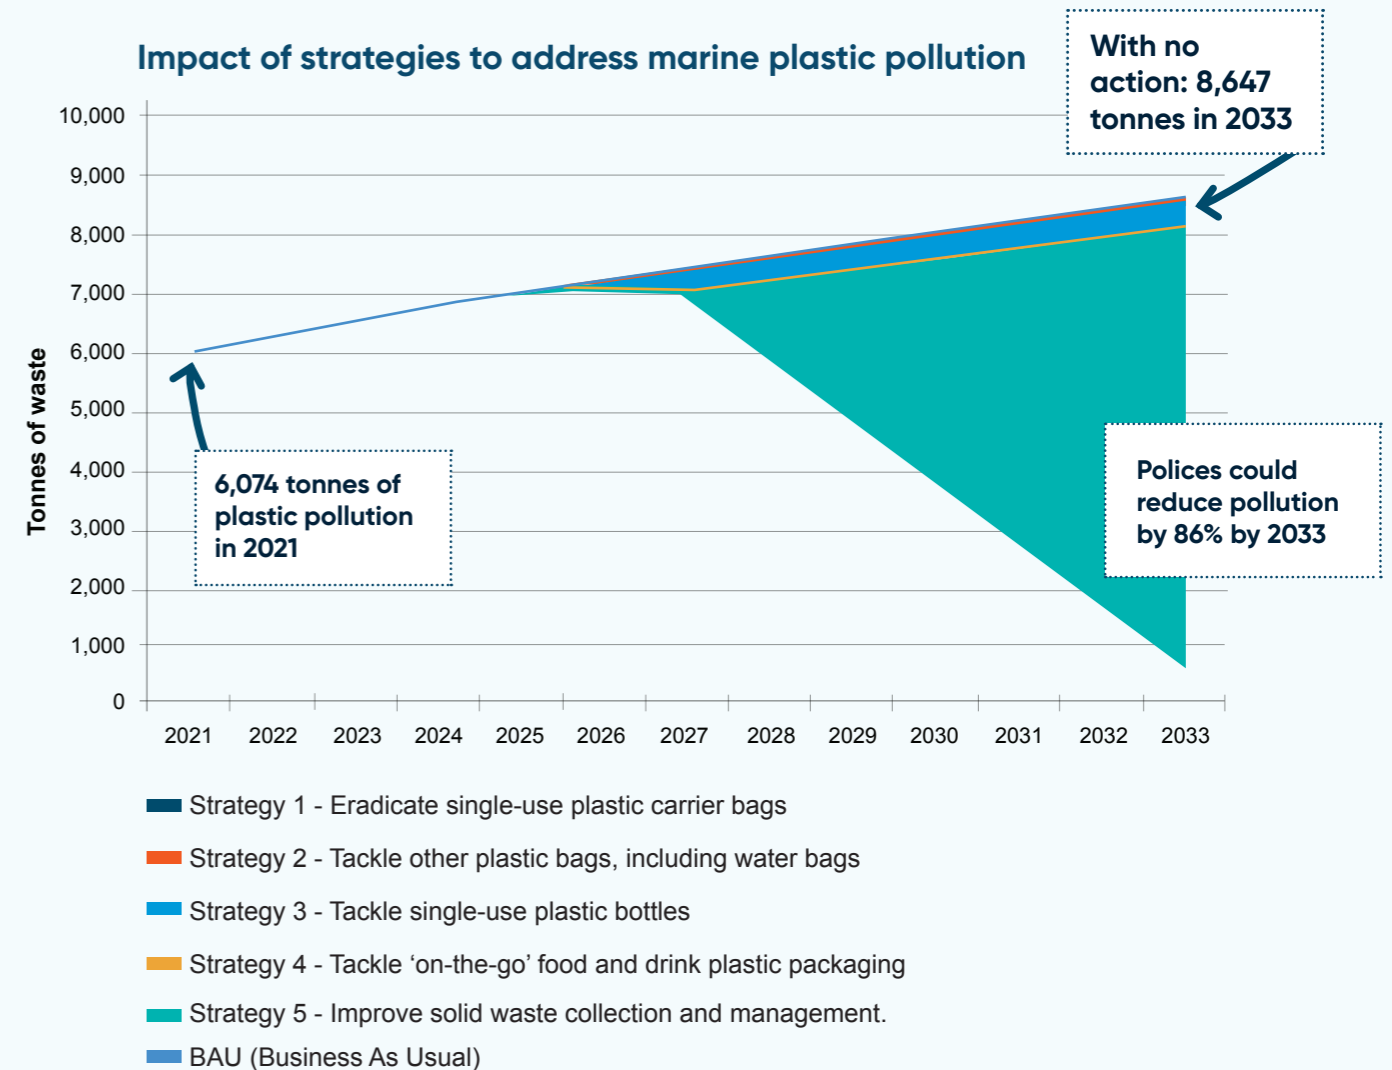 Impact of strategies to address marine plastic pollution
With no
action: 8,647
tonnes in 2033
Tonnes of waste
10,000
9,000
8,000
7,000
6,000
5,000
4,000
3,000
2,000
1,000
0
6,074 tonnes of
plastic pollution
in 2021
Polices could
reduce pollution
by 86% by 2033
2021 2022 2023 2024 2025 2026 2027 2028 2029 2030 2031 2032 2033
Strategy 1 - Eradicate single-use plastic carrier bags
Strategy 2 - Tackle other plastic bags, including water bags
Strategy 3 - Tackle single-use plastic bottles
Strategy 4 - Tackle ‘on-the-go’ food and drink plastic packaging
Strategy 5 - Improve solid waste collection and management.
BAU (Business As Usual)